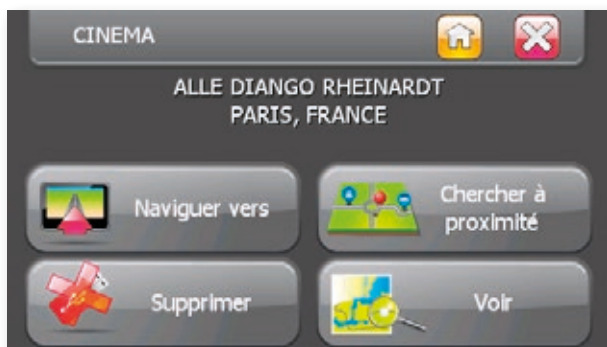 CINEMA
ALLE DIANGO RHEINARDT
PARIS, FRANCE
Naviguer vers
Chercher à
proximité
Supprimer
Voir